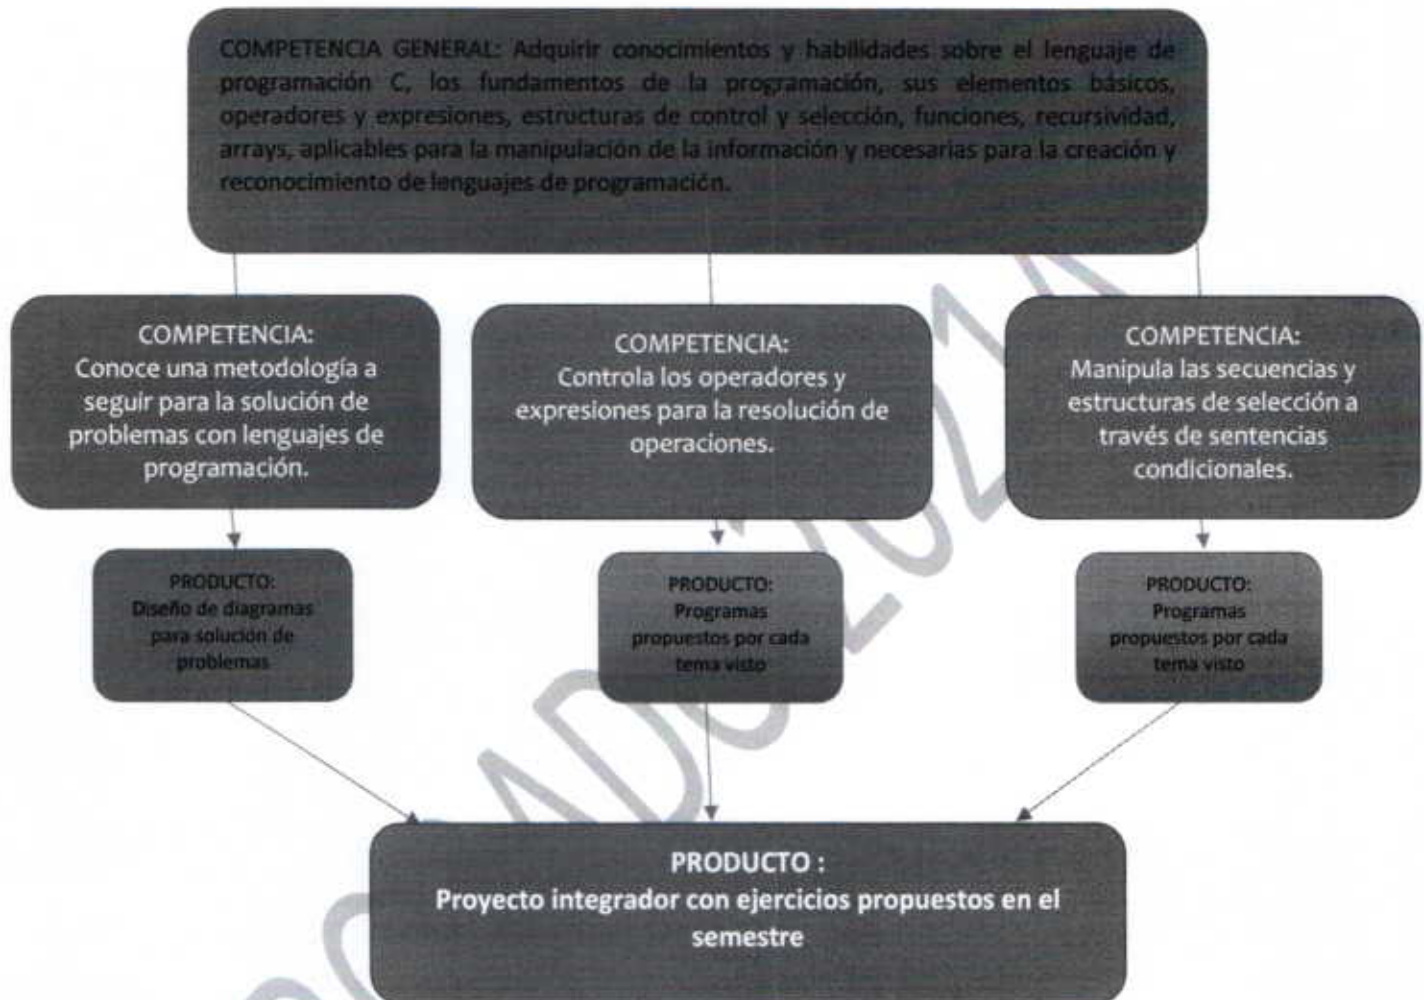 COMPETENCIA GENERAL: Adquirir conocimientos y habilidades sobre el lenguaje de
programación C, los fundamentos de la programación, sus elementos básicos,
operadores y expresiones, estructuras de control y selección, funciones, recursividad,
arrays, aplicables para la manipulación de la información y necesarias para la creación y
reconocimiento de lenguajes de programación.
COMPETENCIA:
Conoce una metodología a
seguir para la solución de
problemas con lenguajes de
programación.
COMPETENCIA:
Controla los operadores y
expresiones para la resolución de
operaciones.
COMPETENCIA:
Manipula las secuencias y
estructuras de selección a
través de sentencias
condicionales.
PRODUCTO:
Diseño de diagramas
para solución de
problemas
PRODUCTO:
Programas
propuestos por cada
tema visto
PRODUCTO:
Programas
propuestos por cada
tema visto
PRODUCTO :
Proyecto integrador con ejercicios propuestos en el
semestre